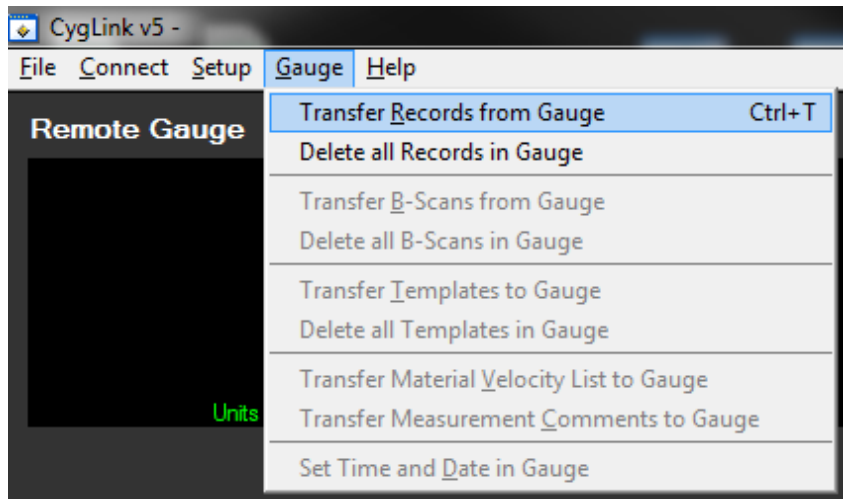 CygLink v5 -
File Connect Setup Gauge Help
Remote Gauge
Transfer Records from Gauge Ctrl+T
Delete all Records in Gauge
Transfer B-Scans from Gauge
Delete all B-Scans in Gauge
Transfer Templates to Gauge
Delete all Templates in Gauge
Transfer Material Velocity List to Gauge
Units
Transfer Measurement Comments to Gauge
Set Time and Date in Gauge